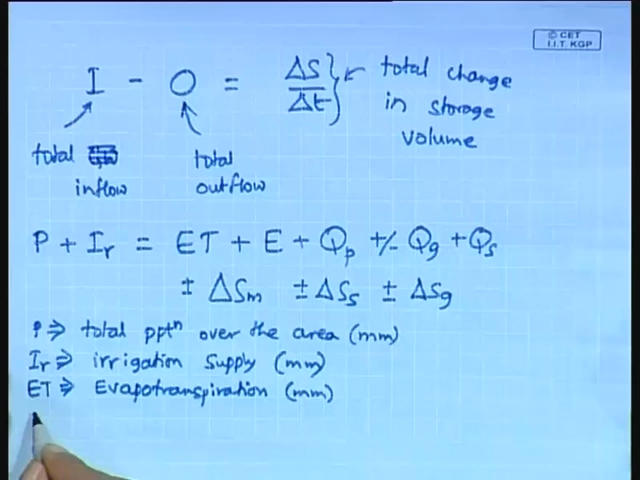 © CET
I.I.T. KGP
I - O = ΔS/Δt
total change
in storage
volume
total inflow
total outflow
P + Ir = ET + E + Qp +/- Qg + Qs
± ΔSm ± ΔSs ± ΔSg
P ⇒ total pptn over the area (mm)
Ir ⇒ irrigation supply (mm)
ET ⇒ Evapotranspiration (mm)